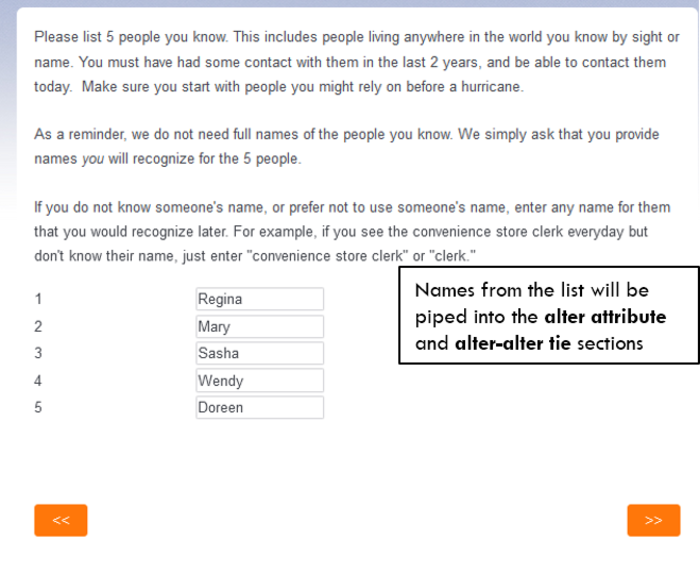 Please list 5 people you know. This includes people living anywhere in the world you know by sight or
name. You must have had some contact with them in the last 2 years, and be able to contact them
today.  Make sure you start with people you might rely on before a hurricane.
As a reminder, we do not need full names of the people you know. We simply ask that you provide
names you will recognize for the 5 people.
If you do not know someone's name, or prefer not to use someone's name, enter any name for them
that you would recognize later. For example, if you see the convenience store clerk everyday but
don't know their name, just enter "convenience store clerk" or "clerk."
Names from the list will be
piped into the alter attribute
and alter-alter tie sections
1 Regina
2 Mary
3 Sasha
4 Wendy
5 Doreen
<< >>